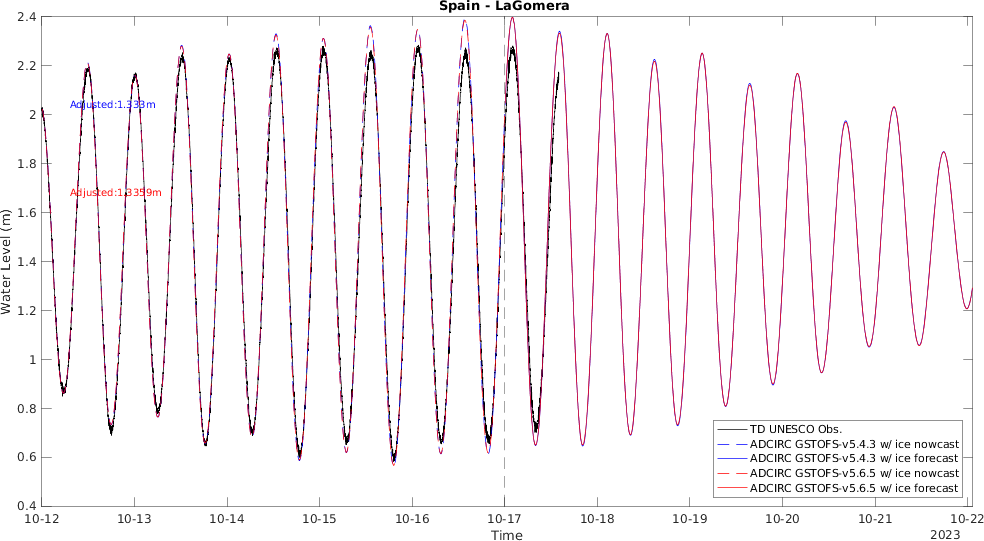 Spain - LaGomera
2.4
2.2
2
1.8
1.6
1.4
1.2
1
0.8
0.6
0.4
Water Level (m)
Adjusted:1.333m
Adjusted:1.3359m
TD UNESCO Obs.
ADCIRC GSTOFS-v5.4.3 w/ ice nowcast
ADCIRC GSTOFS-v5.4.3 w/ ice forecast
ADCIRC GSTOFS-v5.6.5 w/ ice nowcast
ADCIRC GSTOFS-v5.6.5 w/ ice forecast
10-12 10-13 10-14 10-15 10-16 10-17 10-18 10-19 10-20 10-21 10-22
Time
2023